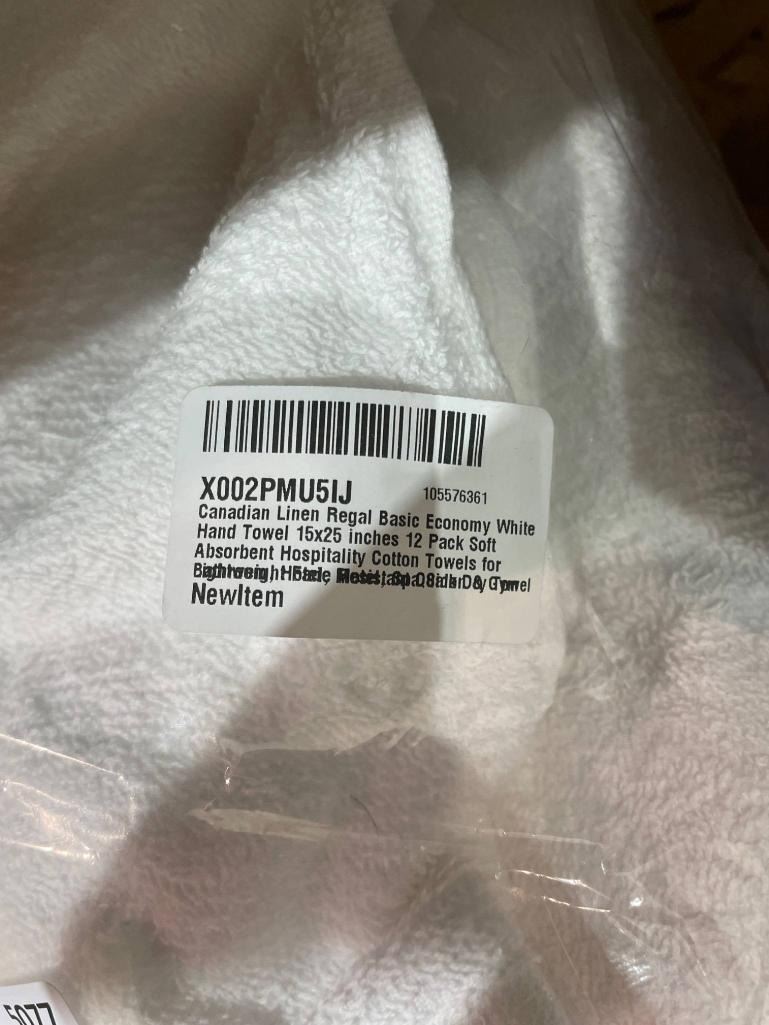 X002PMU5IJ 105576361
Canadian Linen Regal Basic Economy White
Hand Towel 15x25 inches 12 Pack Soft
Absorbent Hospitality Cotton Towels for
NewItem
5077